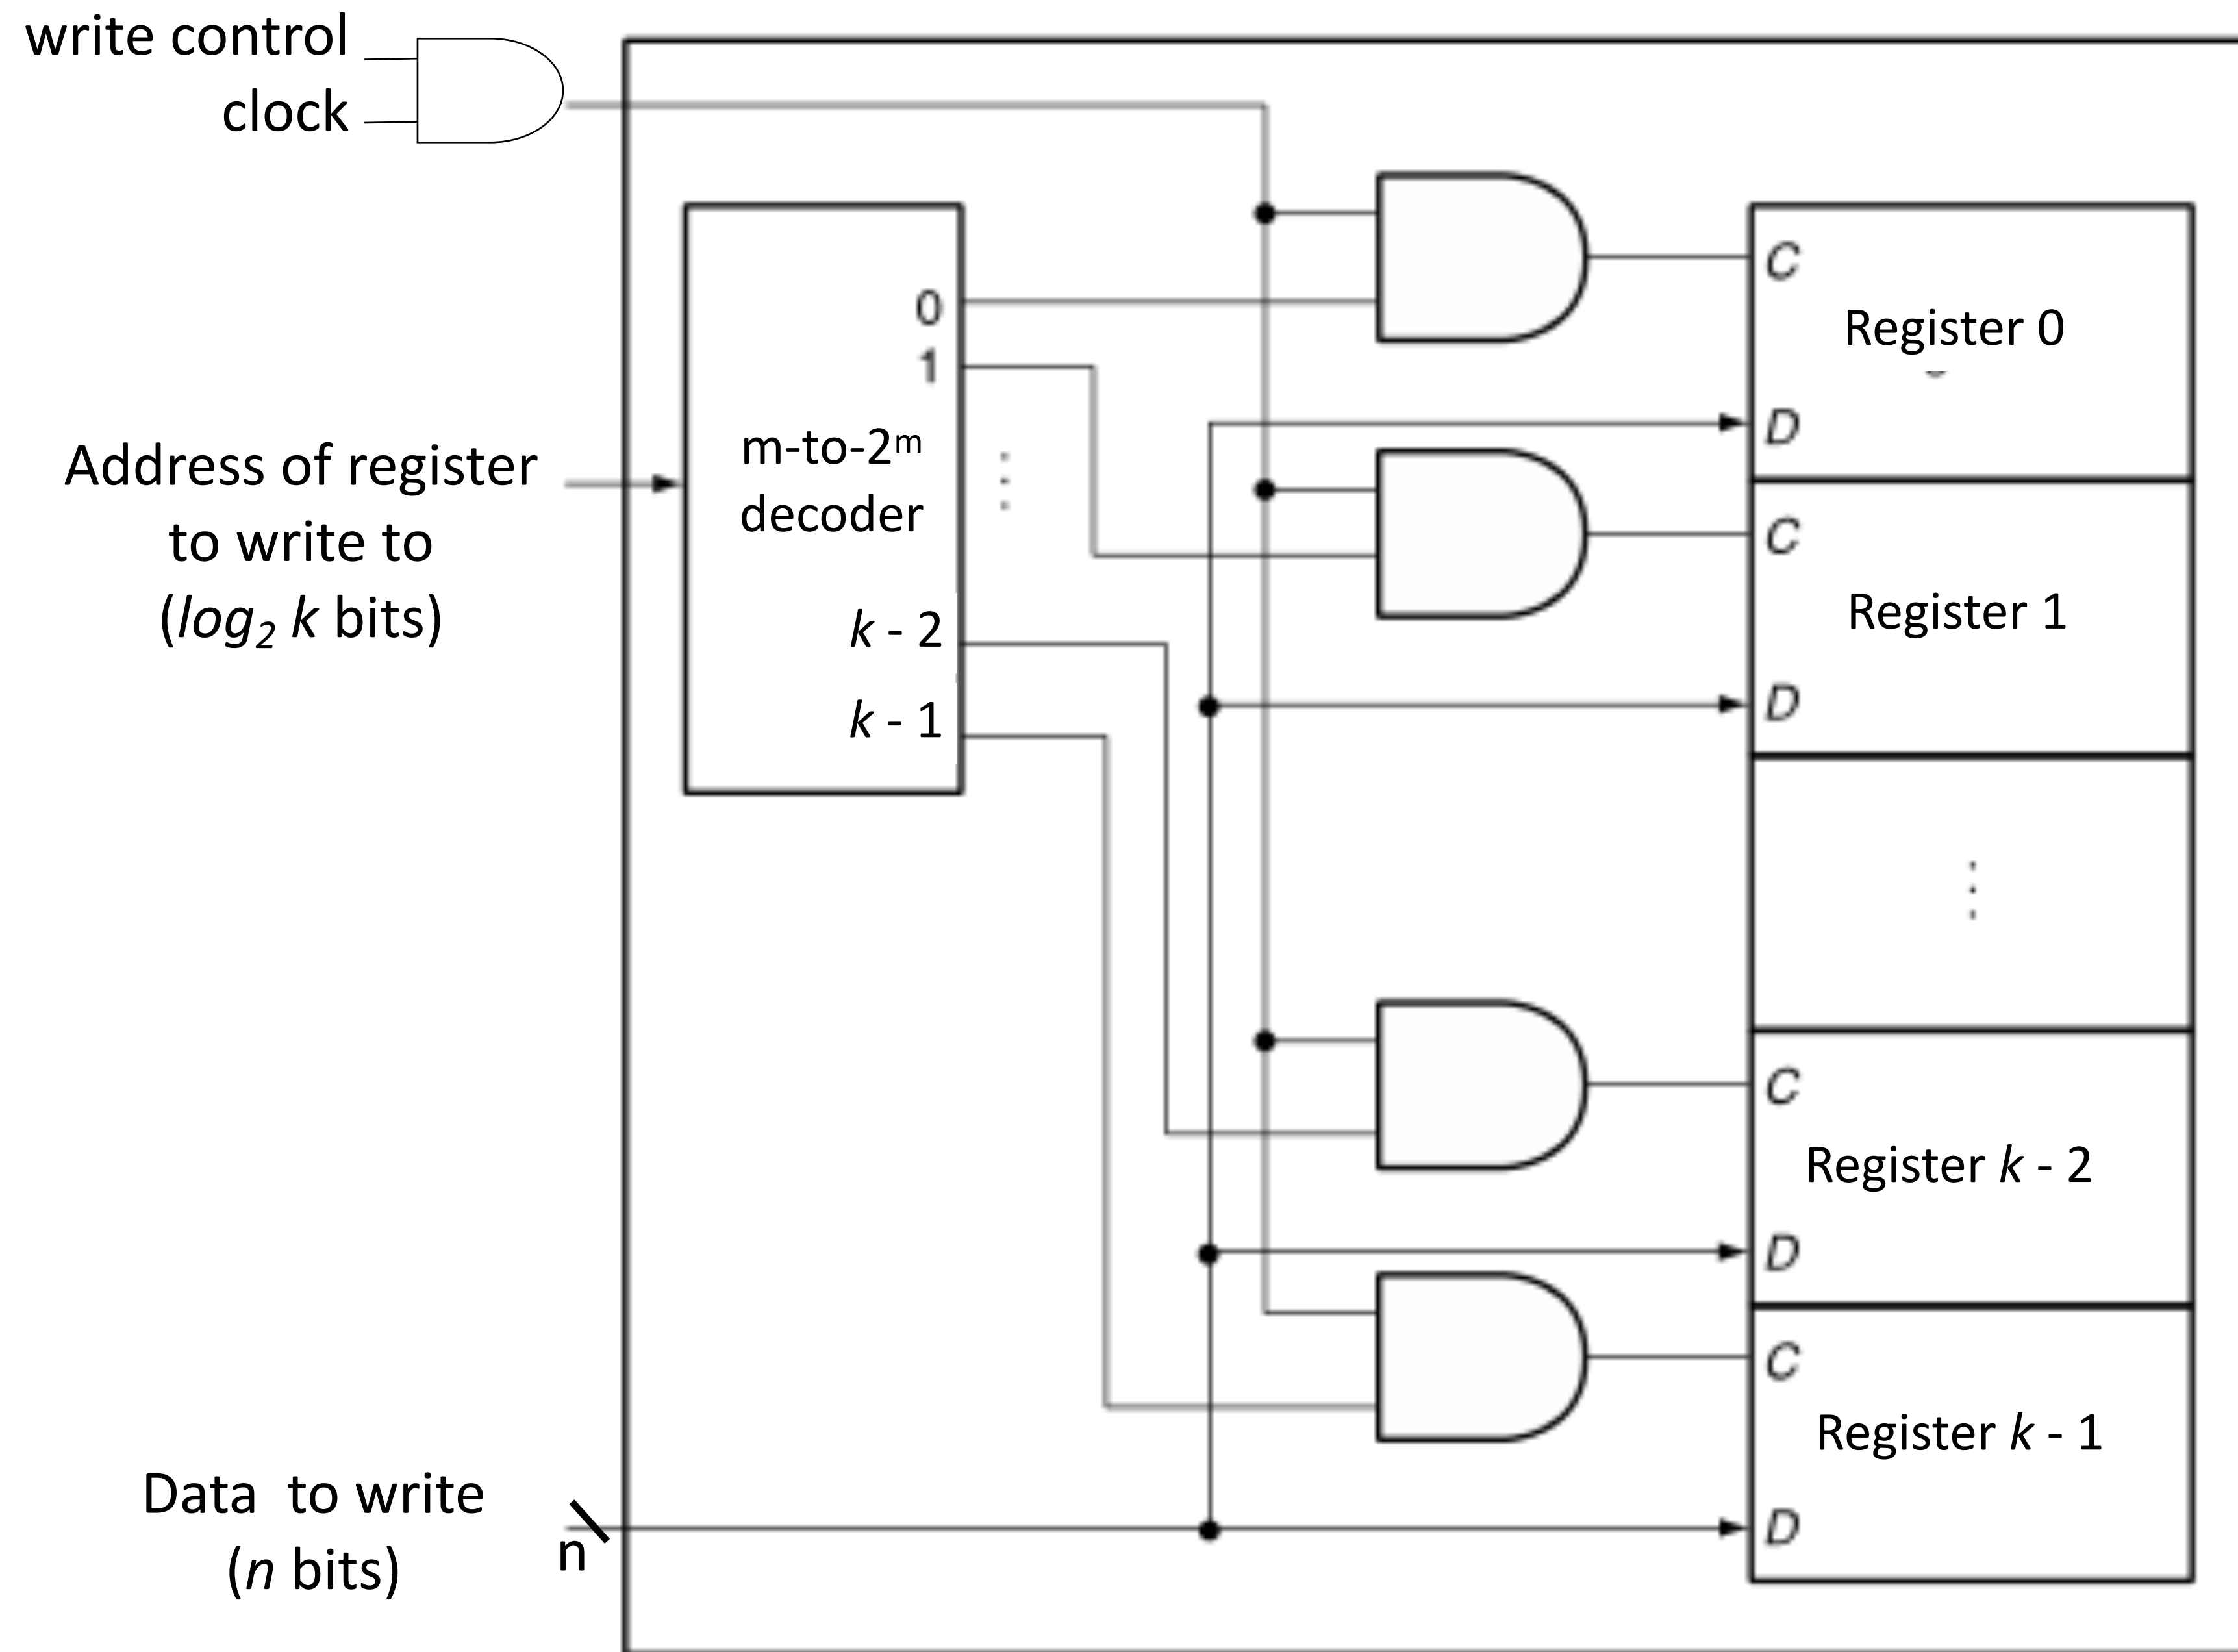 write control
clock
Address of register
to write to
(log₂ k bits)
Data to write
(n bits)
n
m-to-2ᵐ
decoder
0
1
⋮
k - 2
k - 1
C
Register 0
D
C
Register 1
D
⋮
C
Register k - 2
D
C
Register k - 1
D